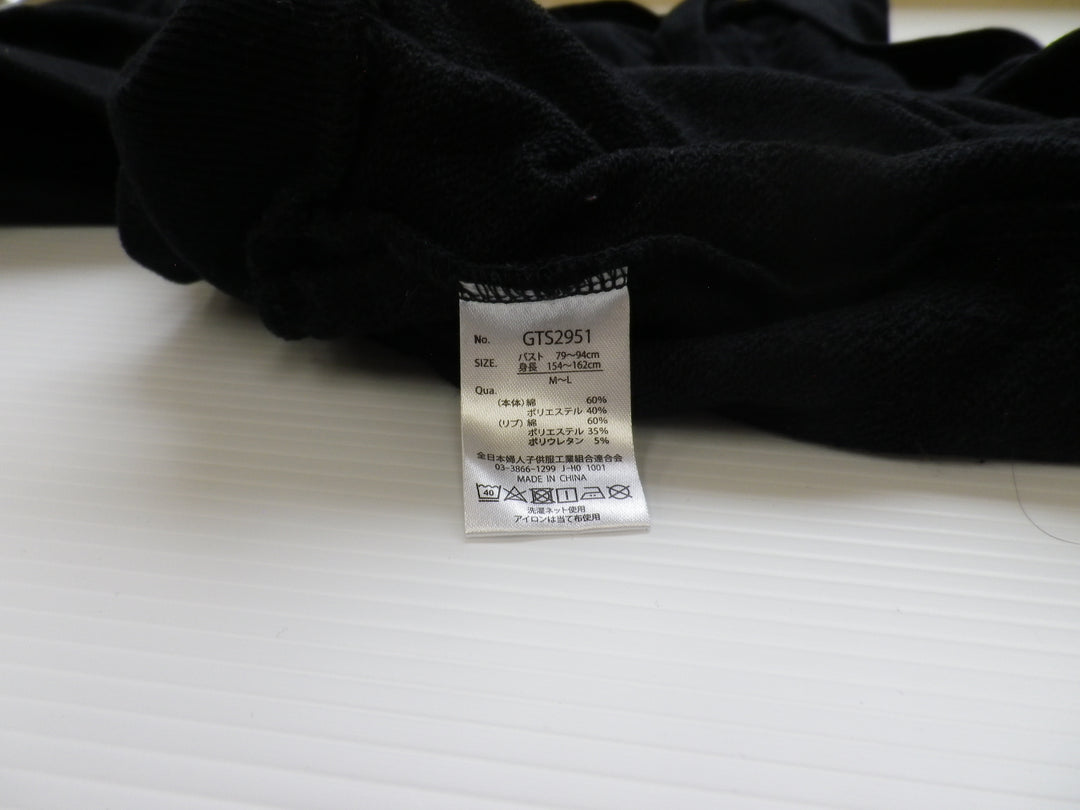 No. GTS2951
SIZE. バスト 79〜94cm
身長 154〜162cm
M〜L
Qua.
(本体) 綿 60%
ポリエステル 40%
(リブ) 綿 60%
ポリエステル 35%
ポリウレタン 5%
全日本婦人子供服工業組合連合会
03-3866-1299 J-H0 1001
MADE IN CHINA
40
洗濯ネット使用
アイロンは当て布使用